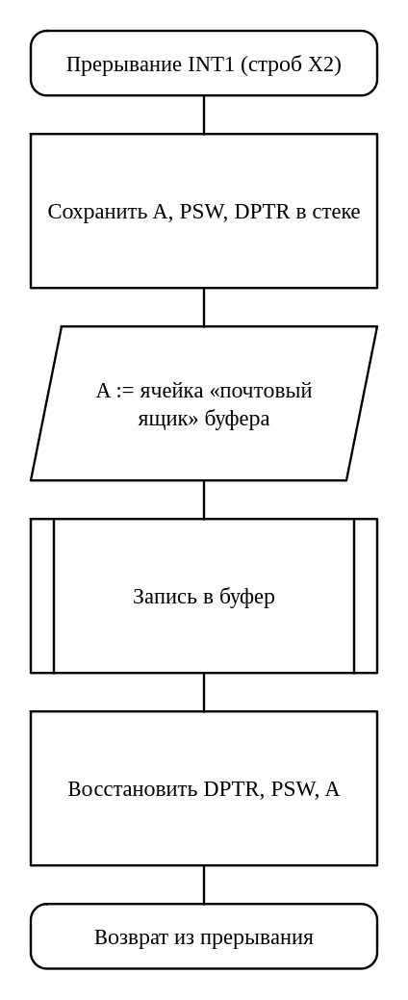 Прерывание INT1 (строб X2)
Сохранить A, PSW, DPTR в стеке
A := ячейка «почтовый
ящик» буфера
Запись в буфер
Восстановить DPTR, PSW, A
Возврат из прерывания